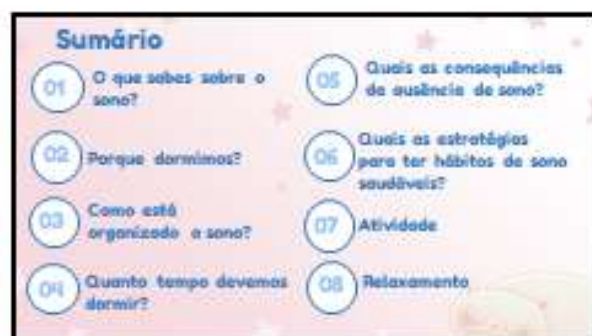 Sumário
01 O que sabes sobre o
sono?
02 Porque dormimos?
03 Como está
organizado o sono?
04 Quanto tempo devemos
dormir?
05 Quais as consequências
da ausência de sono?
06 Quais as estratégias
para ter hábitos de sono
saudáveis?
07 Atividade
08 Relaxamento